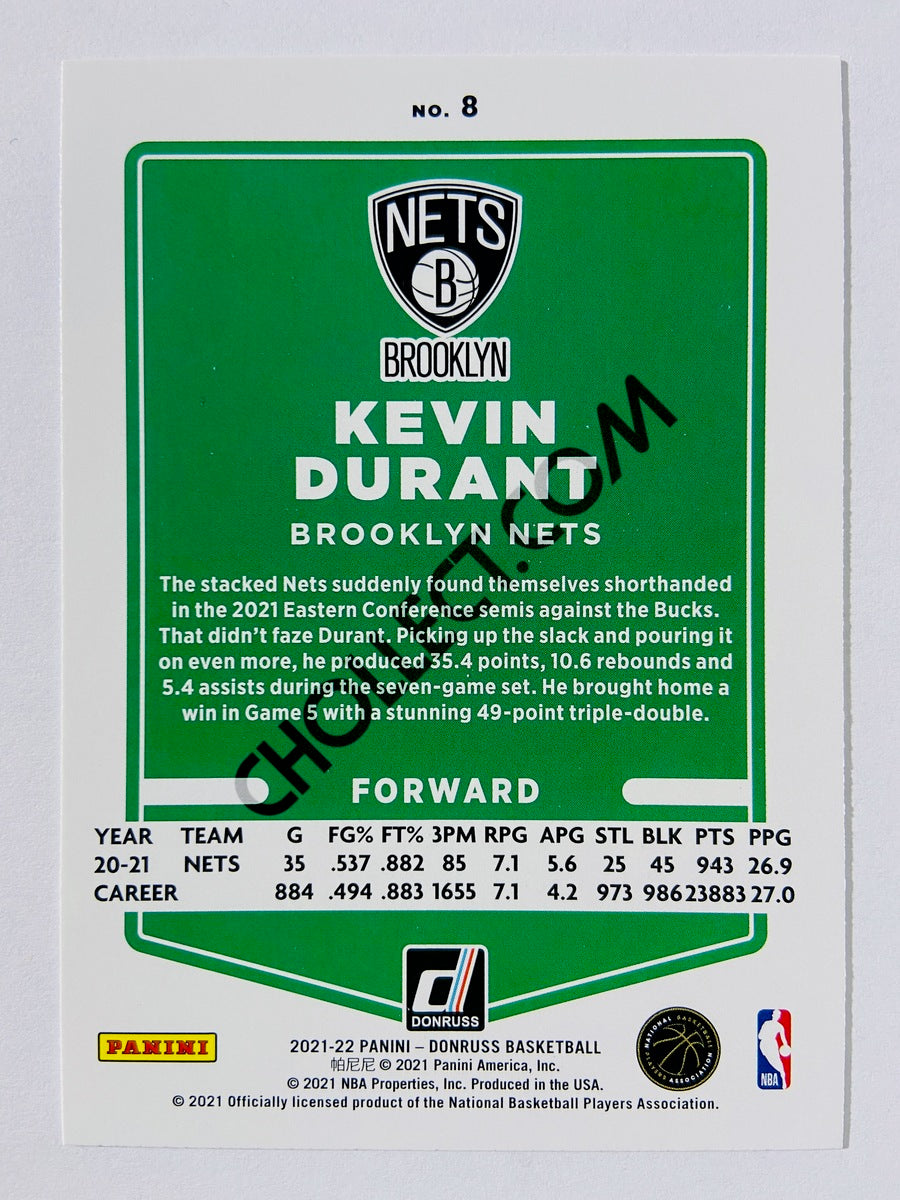 NO. 8
NETS
B
BROOKLYN
KEVIN
DURANT
BROOKLYN NETS
The stacked Nets suddenly found themselves shorthanded
in the 2021 Eastern Conference semis against the Bucks.
That didn't faze Durant. Picking up the slack and pouring it
on even more, he produced 35.4 points, 10.6 rebounds and
5.4 assists during the seven-game set. He brought home a
win in Game 5 with a stunning 49-point triple-double.
CHOLLECT.COM
FORWARD
YEAR TEAM G FG% FT% 3PM RPG APG STL BLK PTS PPG
20-21 NETS 35 .537 .882 85 7.1 5.6 25 45 943 26.9
CAREER 884 .494 .883 1655 7.1 4.2 973 986 23883 27.0
d
DONRUSS
PANINI
2021-22 PANINI – DONRUSS BASKETBALL
帕尼尼 © 2021 Panini America, Inc.
© 2021 NBA Properties, Inc. Produced in the USA.
© 2021 Officially licensed product of the National Basketball Players Association.
NATIONAL BASKETBALL
PLAYERS ASSOCIATION
NBA